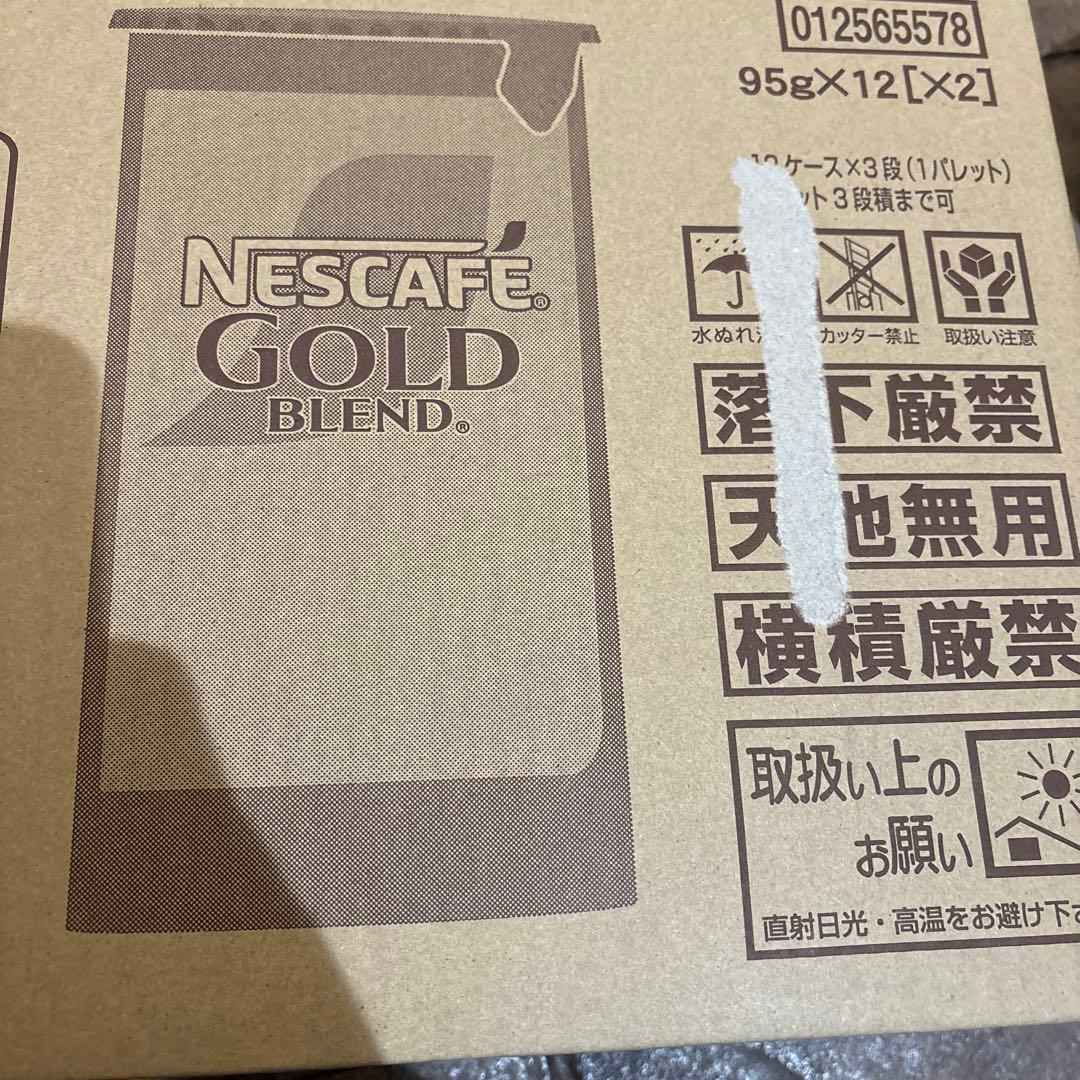 NESCAFÉ®
GOLD
BLEND®
012565578
95g×12[×2]
ケース×3段(1パレット)
ット3段積まで可
水ぬれ カッター禁止 取扱い注意
落下厳禁
天地無用
横積厳禁
取扱い上の
お願い
直射日光・高温をお避け下さ